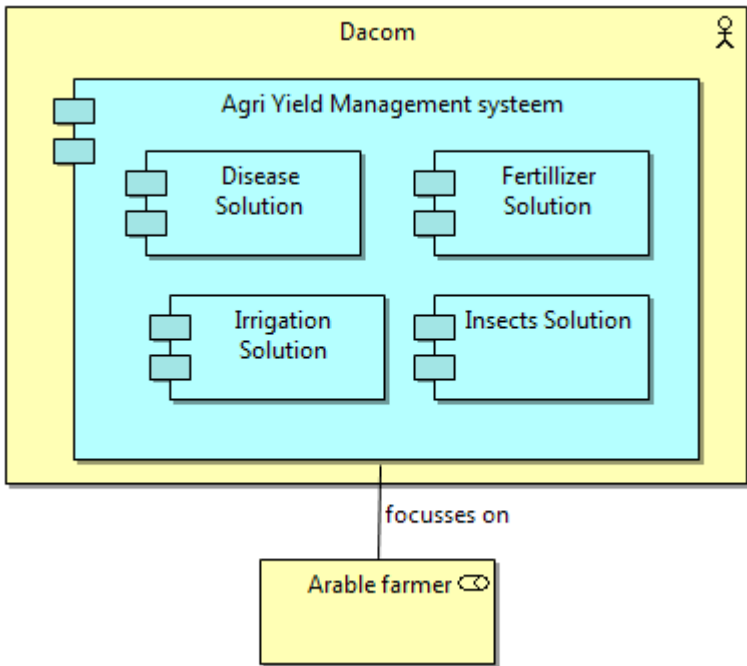 Dacom
Agri Yield Management systeem
Disease
Solution
Fertillizer
Solution
Irrigation
Solution
Insects Solution
focusses on
Arable farmer